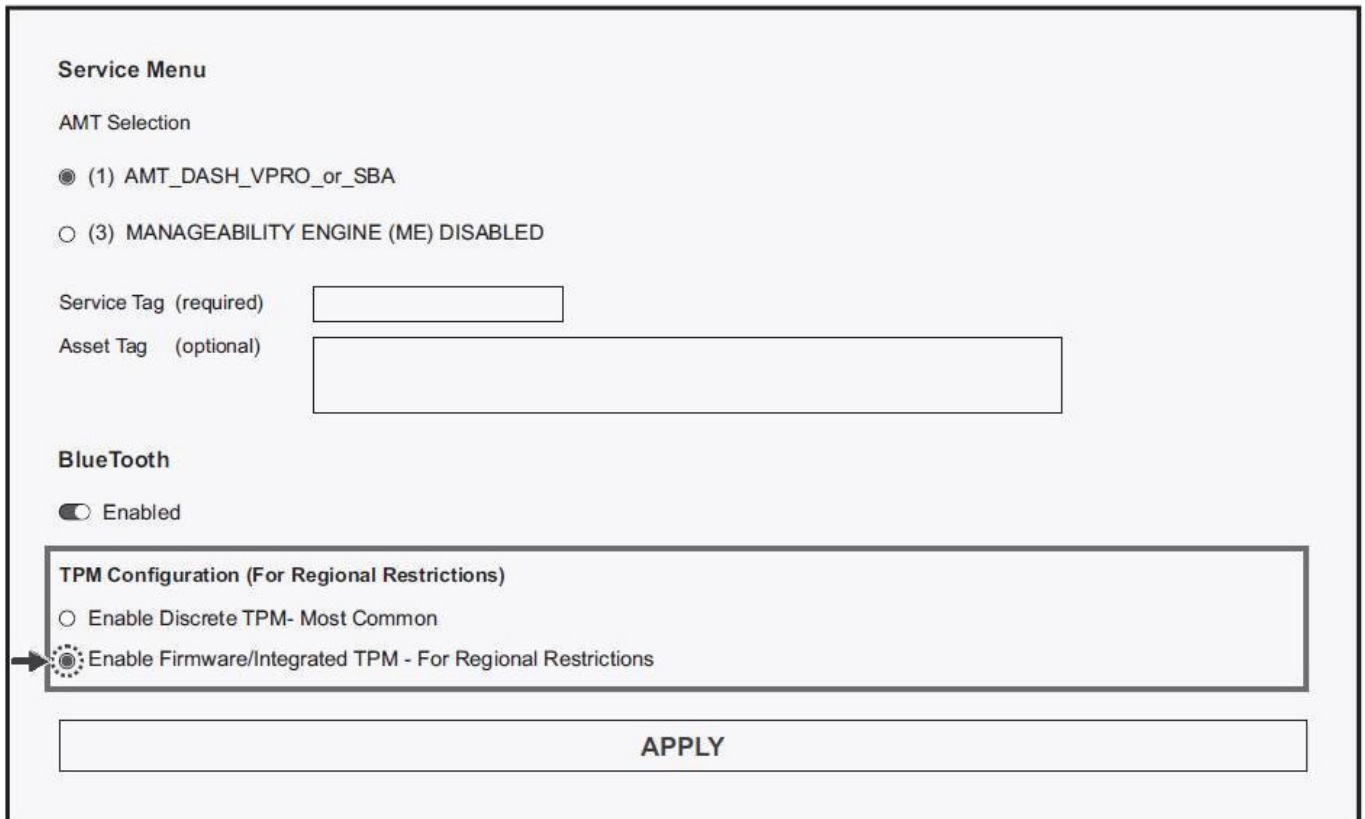 Service Menu
AMT Selection
(1) AMT_DASH_VPRO_or_SBA
(3) MANAGEABILITY ENGINE (ME) DISABLED
Service Tag (required)
Asset Tag (optional)
BlueTooth
Enabled
TPM Configuration (For Regional Restrictions)
Enable Discrete TPM- Most Common
Enable Firmware/Integrated TPM - For Regional Restrictions
APPLY